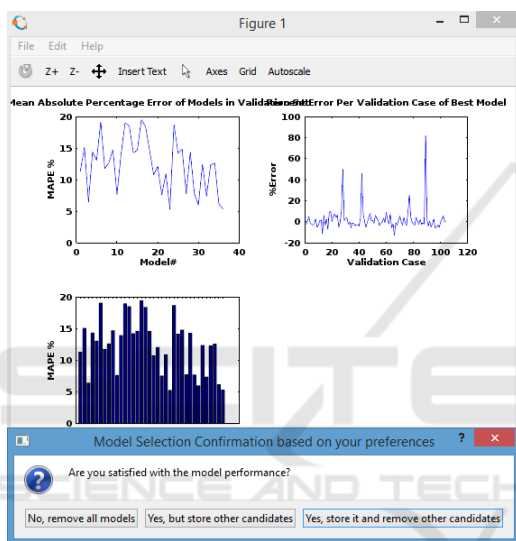 Figure 1
File Edit Help
Z+ Z- Insert Text Axes Grid Autoscale
Mean Absolute Percentage Error of Models in Validation Set
Percent Error Per Validation Case of Best Model
MAPE %
20
15
10
5
0
0 10 20 30 40
Model#
%Error
100
80
60
40
20
0
-20
0 20 40 60 80 100 120
Validation Case
MAPE %
20
15
10
5
0
Model Selection Confirmation based on your preferences ?
Are you satisfied with the model performance?
No, remove all models Yes, but store other candidates Yes, store it and remove other candidates
SCIENCE AND TECH